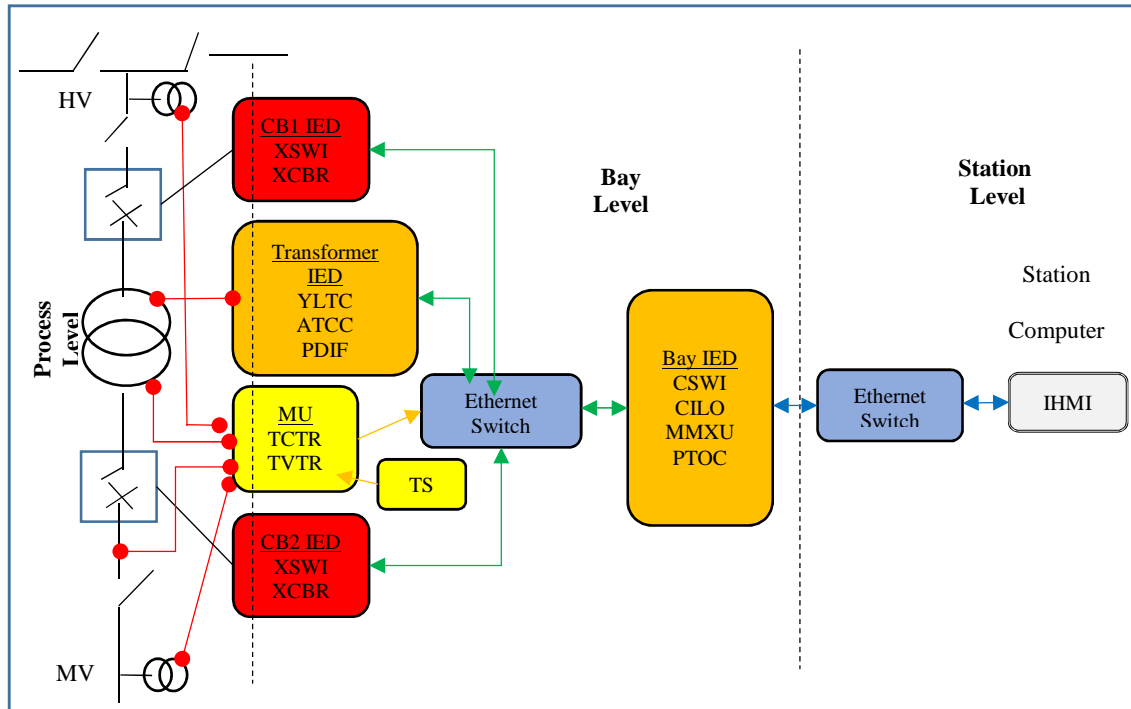 HV
CB1 IED
XSWI
XCBR
Bay
Level
Station
Level
Transformer
IED
YLTC
ATCC
PDIF
Process
Level
Station
Computer
Bay IED
CSWI
CILO
MMXU
PTOC
Ethernet
Switch
Ethernet
Switch
IHMI
MU
TCTR
TVTR
TS
CB2 IED
XSWI
XCBR
MV